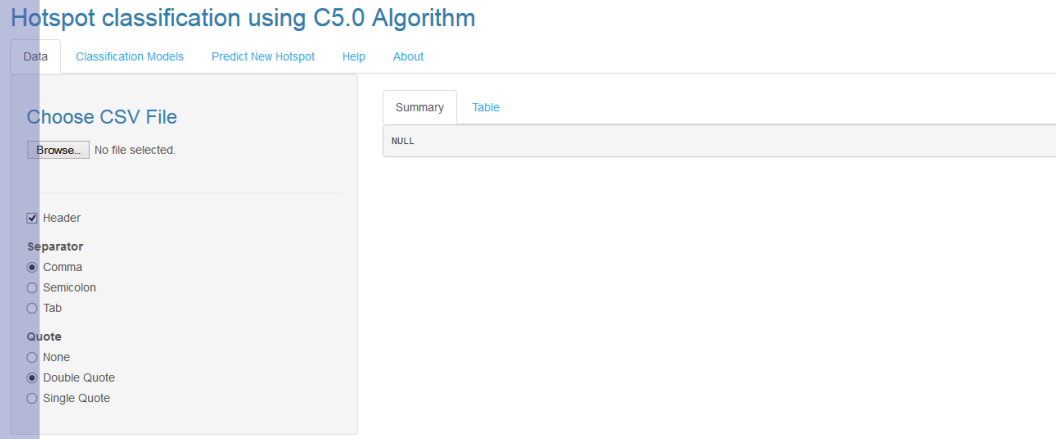 Hotspot classification using C5.0 Algorithm
Data Classification Models Predict New Hotspot Help About
Choose CSV File
Browse... No file selected.
Header
Separator
Comma
Semicolon
Tab
Quote
None
Double Quote
Single Quote
Summary Table
NULL